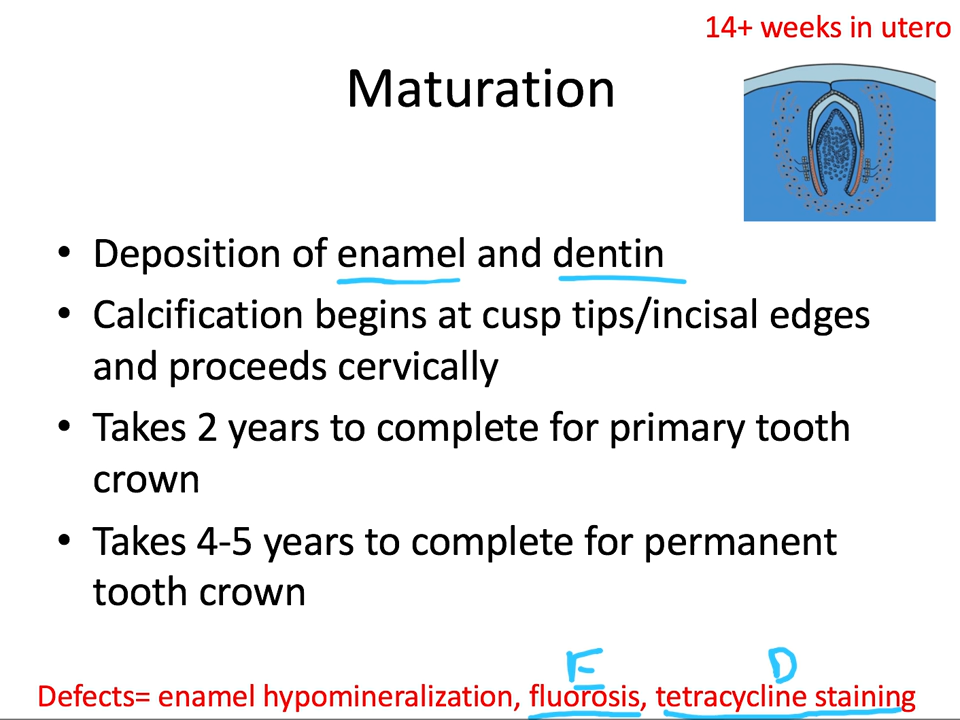 14+ weeks in utero
Maturation
• Deposition of enamel and dentin
• Calcification begins at cusp tips/incisal edges
and proceeds cervically
• Takes 2 years to complete for primary tooth
crown
• Takes 4-5 years to complete for permanent
tooth crown
E D
Defects= enamel hypomineralization, fluorosis, tetracycline staining